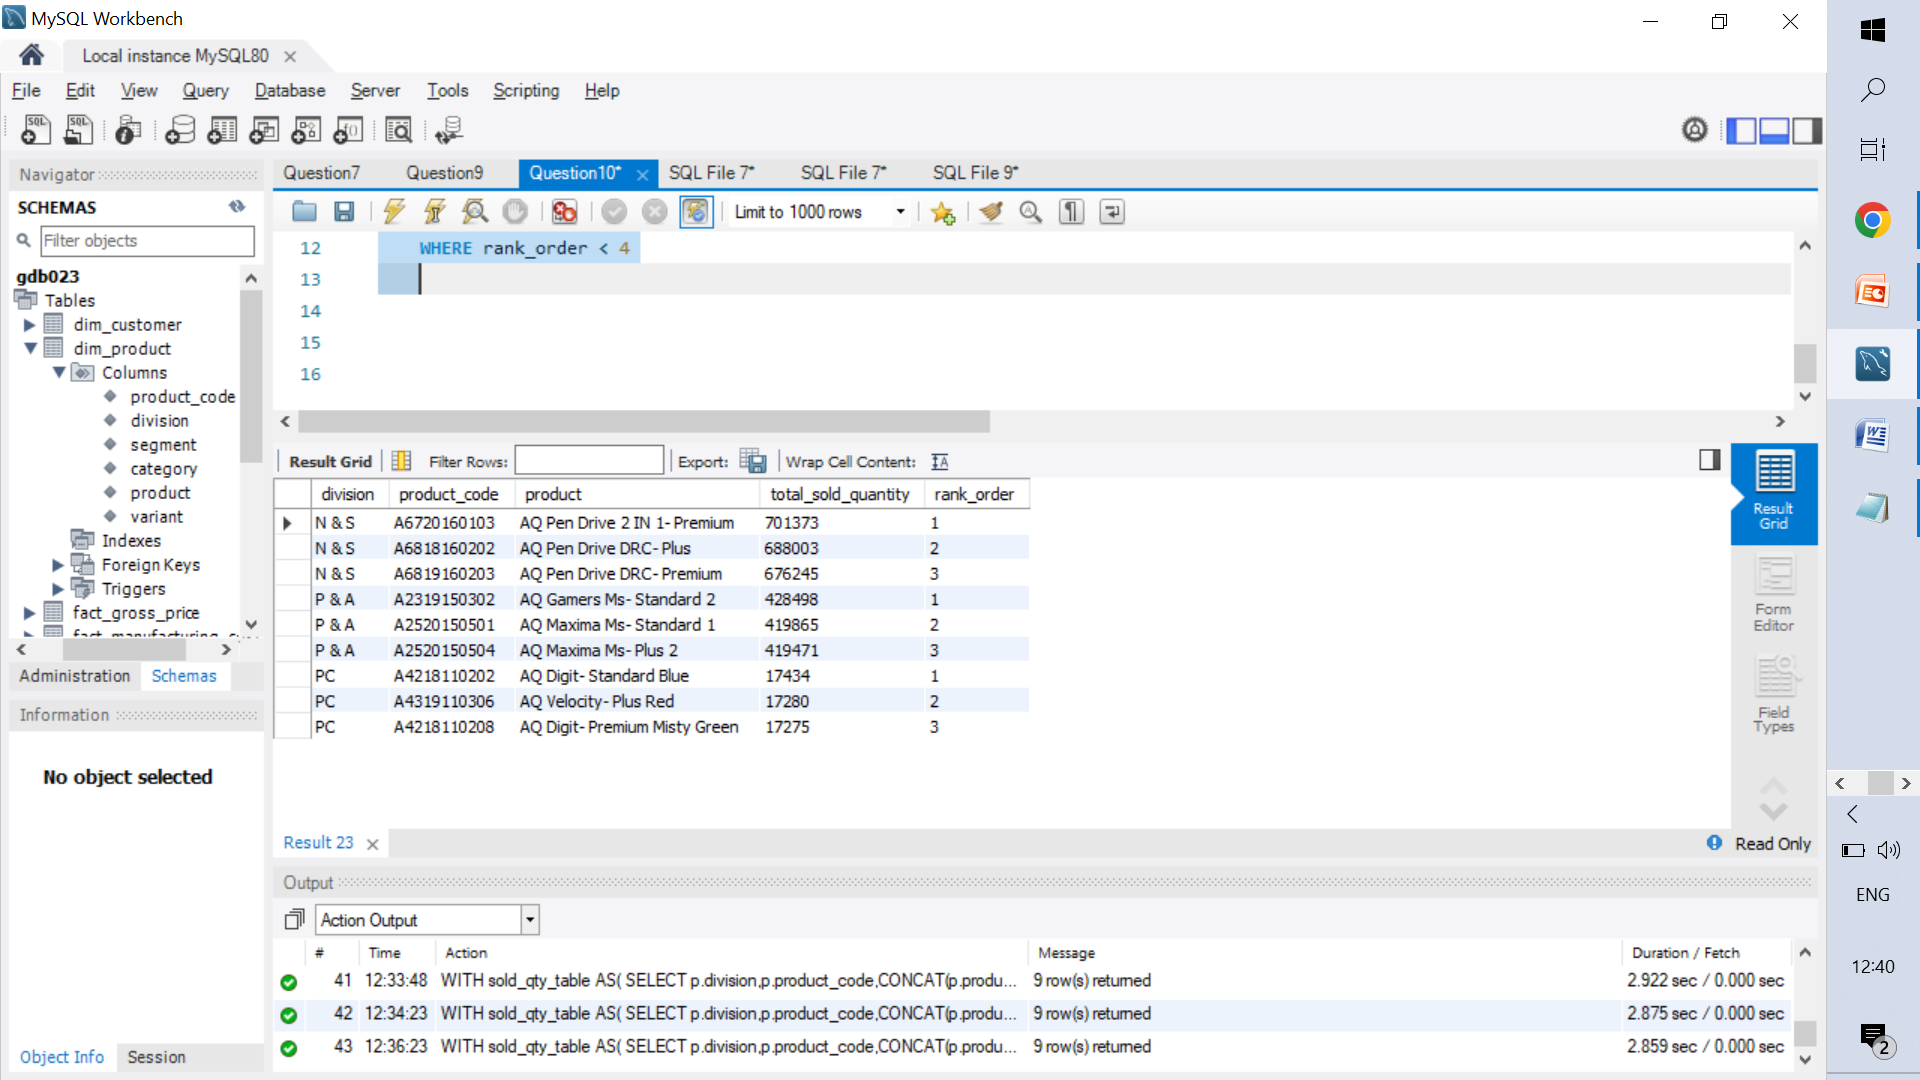 MySQL Workbench
Local instance MySQL80
File Edit View Query Database Server Tools Scripting Help
Navigator
SCHEMAS
Filter objects
gdb023
Tables
dim_customer
dim_product
Columns
product_code
division
segment
category
product
variant
Indexes
Foreign Keys
Triggers
fact_gross_price
Administration Schemas
Information
No object selected
Object Info Session
Question7 Question9 Question10* SQL File 7* SQL File 7* SQL File 9*
Limit to 1000 rows
12 WHERE rank_order < 4
13
14
15
16
Result Grid Filter Rows: Export: Wrap Cell Content:
division product_code product total_sold_quantity rank_order
N & S A6720160103 AQ Pen Drive 2 IN 1- Premium 701373 1
N & S A6818160202 AQ Pen Drive DRC- Plus 688003 2
N & S A6819160203 AQ Pen Drive DRC- Premium 676245 3
P & A A2319150302 AQ Gamers Ms- Standard 2 428498 1
P & A A2520150501 AQ Maxima Ms- Standard 1 419865 2
P & A A2520150504 AQ Maxima Ms- Plus 2 419471 3
PC A4218110202 AQ Digit- Standard Blue 17434 1
PC A4319110306 AQ Velocity- Plus Red 17280 2
PC A4218110208 AQ Digit- Premium Misty Green 17275 3
Result
Grid
Form
Editor
Field
Types
Result 23
Read Only
Output
Action Output
# Time Action Message Duration / Fetch
41 12:33:48 WITH sold_qty_table AS( SELECT p.division,p.product_code,CONCAT(p.produ... 9 row(s) returned 2.922 sec / 0.000 sec
42 12:34:23 WITH sold_qty_table AS( SELECT p.division,p.product_code,CONCAT(p.produ... 9 row(s) returned 2.875 sec / 0.000 sec
43 12:36:23 WITH sold_qty_table AS( SELECT p.division,p.product_code,CONCAT(p.produ... 9 row(s) returned 2.859 sec / 0.000 sec
ENG
12:40
2